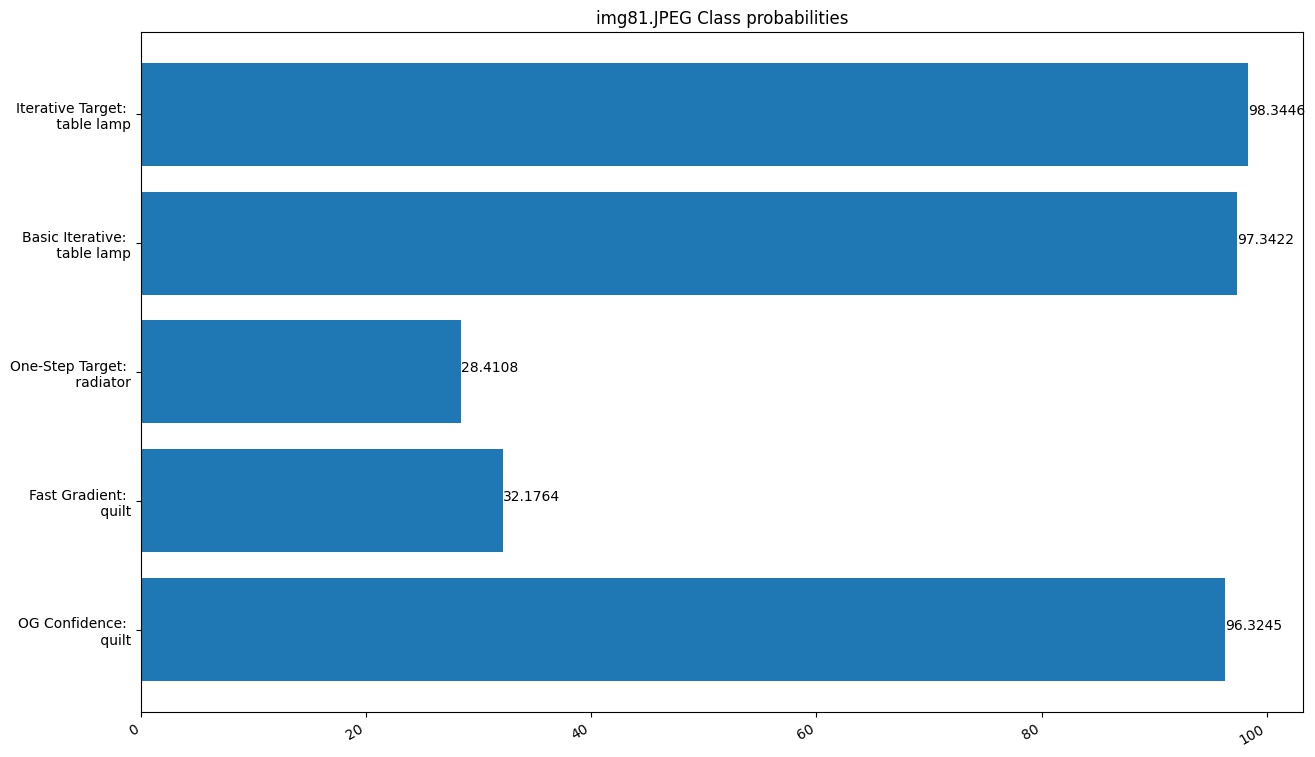 img81.JPEG Class probabilities
Iterative Target:
table lamp
98.3446
Basic Iterative:
table lamp
97.3422
One-Step Target:
radiator
28.4108
Fast Gradient:
quilt
32.1764
OG Confidence:
quilt
96.3245
0
20
40
60
80
100